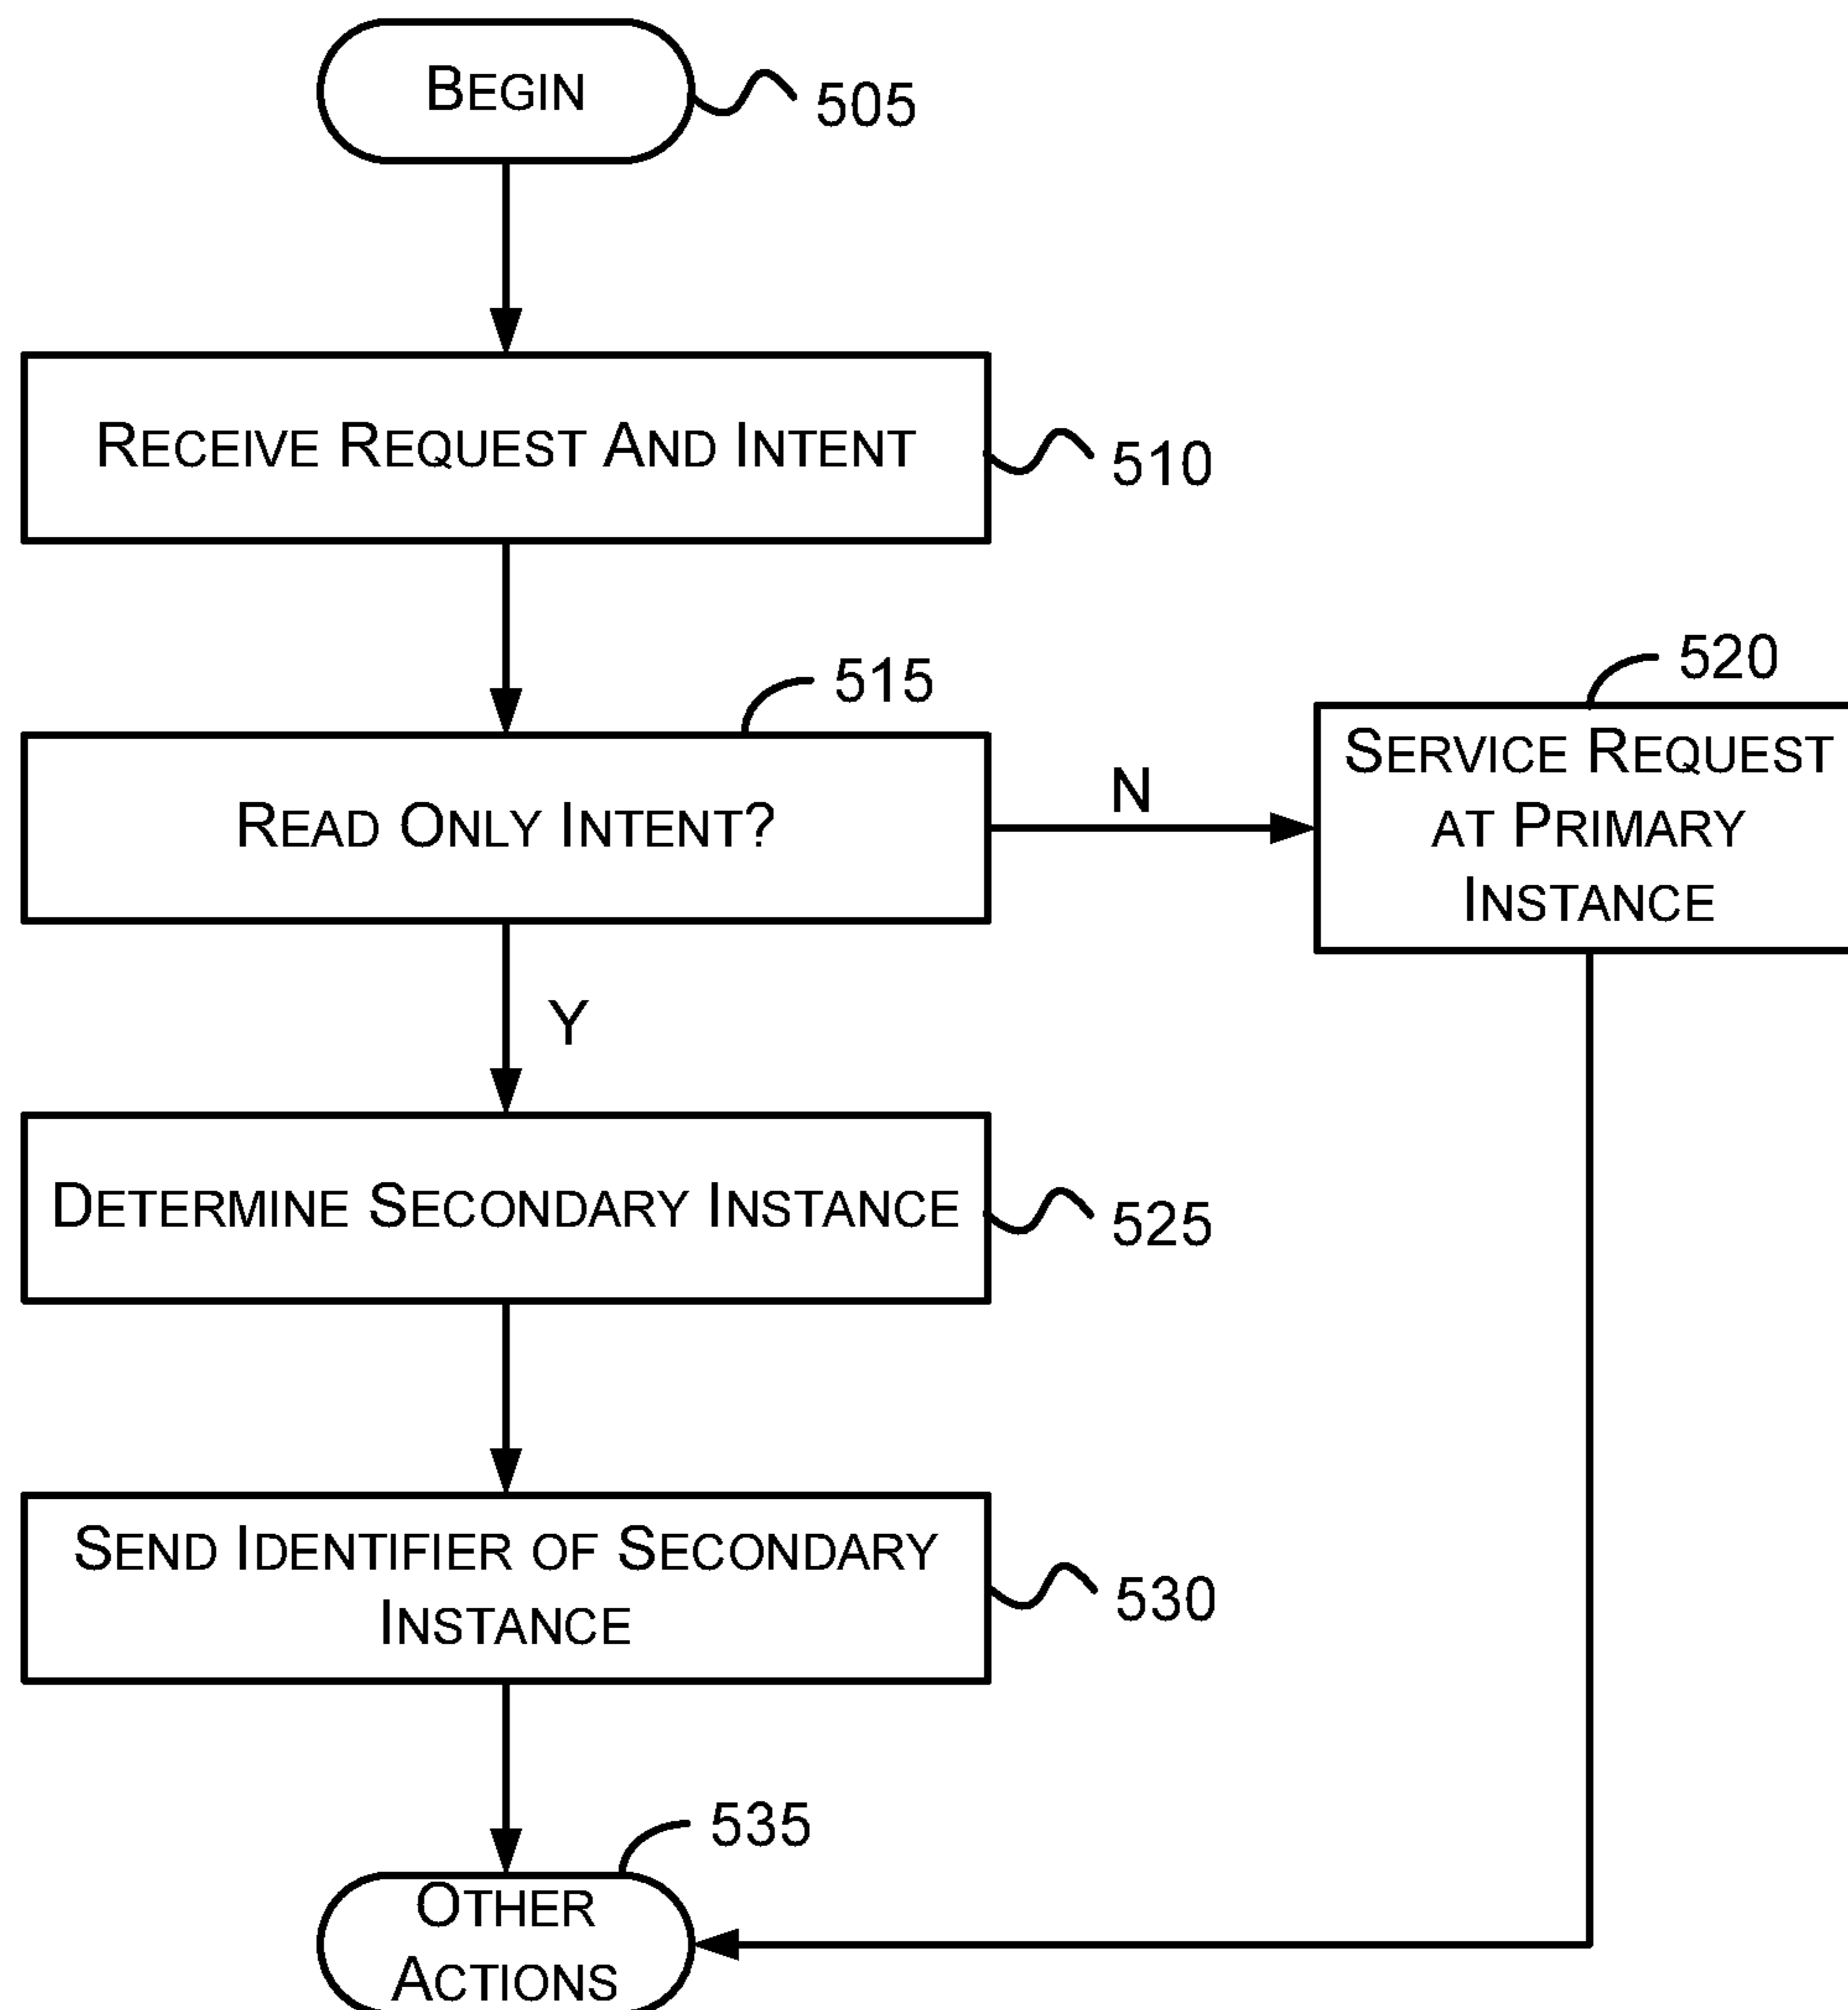 BEGIN
505
RECEIVE REQUEST AND INTENT
510
515
READ ONLY INTENT?
N
520
SERVICE REQUEST
AT PRIMARY
INSTANCE
Y
DETERMINE SECONDARY INSTANCE
525
SEND IDENTIFIER OF SECONDARY
INSTANCE
530
535
OTHER
ACTIONS